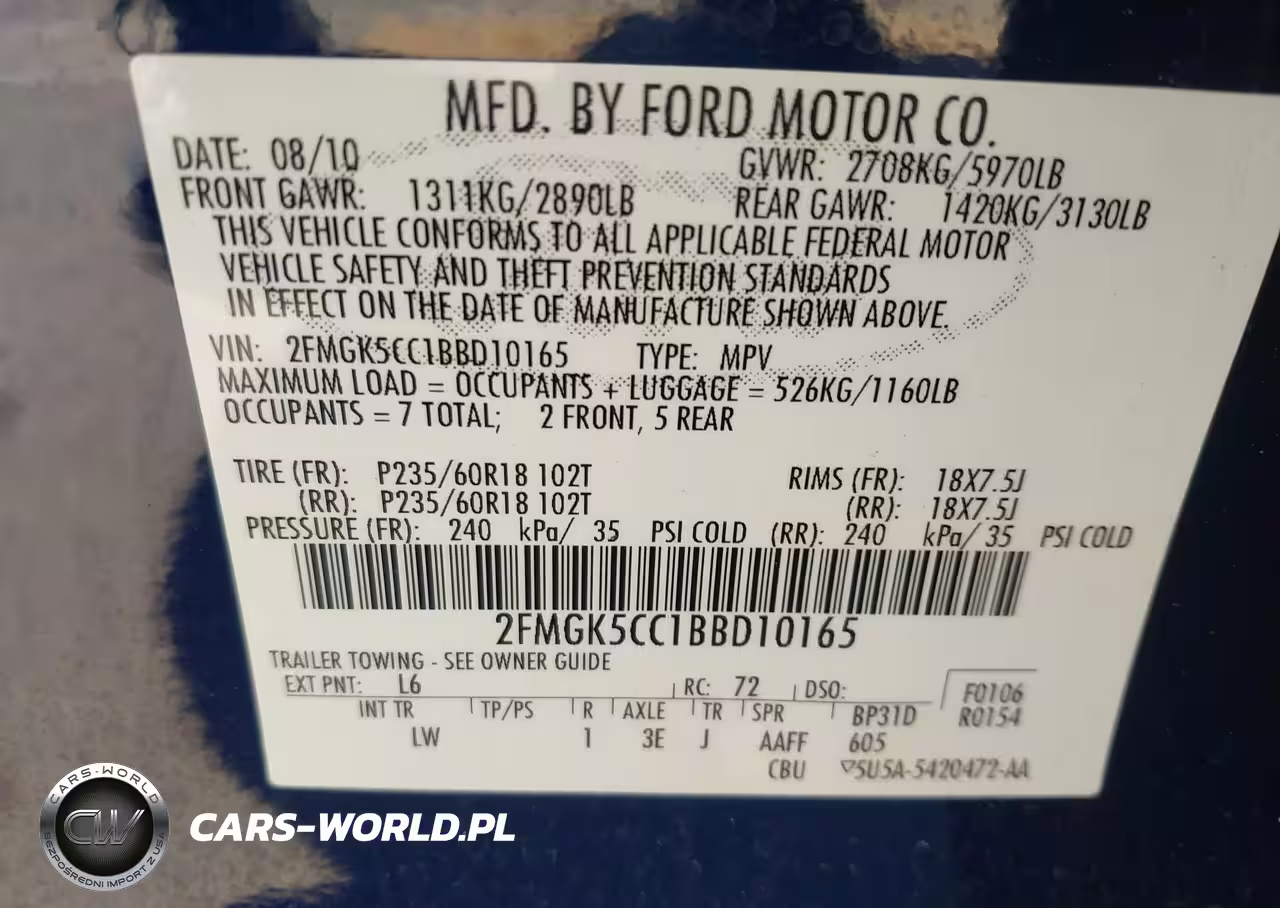 MFD. BY FORD MOTOR CO.
DATE: 08/10 GVWR: 2708KG/5970LB
FRONT GAWR: 1311KG/2890LB REAR GAWR: 1420KG/3130LB
THIS VEHICLE CONFORMS TO ALL APPLICABLE FEDERAL MOTOR
VEHICLE SAFETY AND THEFT PREVENTION STANDARDS
IN EFFECT ON THE DATE OF MANUFACTURE SHOWN ABOVE.
VIN: 2FMGK5CC1BBD10165 TYPE: MPV
MAXIMUM LOAD = OCCUPANTS + LUGGAGE = 526KG/1160LB
OCCUPANTS = 7 TOTAL; 2 FRONT, 5 REAR
TIRE (FR): P235/60R18 102T RIMS (FR): 18X7.5J
(RR): P235/60R18 102T (RR): 18X7.5J
PRESSURE (FR): 240 kPa/ 35 PSI COLD (RR): 240 kPa/ 35 PSI COLD
2FMGK5CC1BBD10165
TRAILER TOWING - SEE OWNER GUIDE
EXT PNT: L6 RC: 72 DSO: F0106
INT TR TP/PS R AXLE TR SPR BP31D R0154
LW 1 3E J AAFF 605
CBU ▽5U5A-5420472-AA
CARS-WORLD
CW
BEZPOŚREDNI IMPORT Z USA
CARS-WORLD.PL